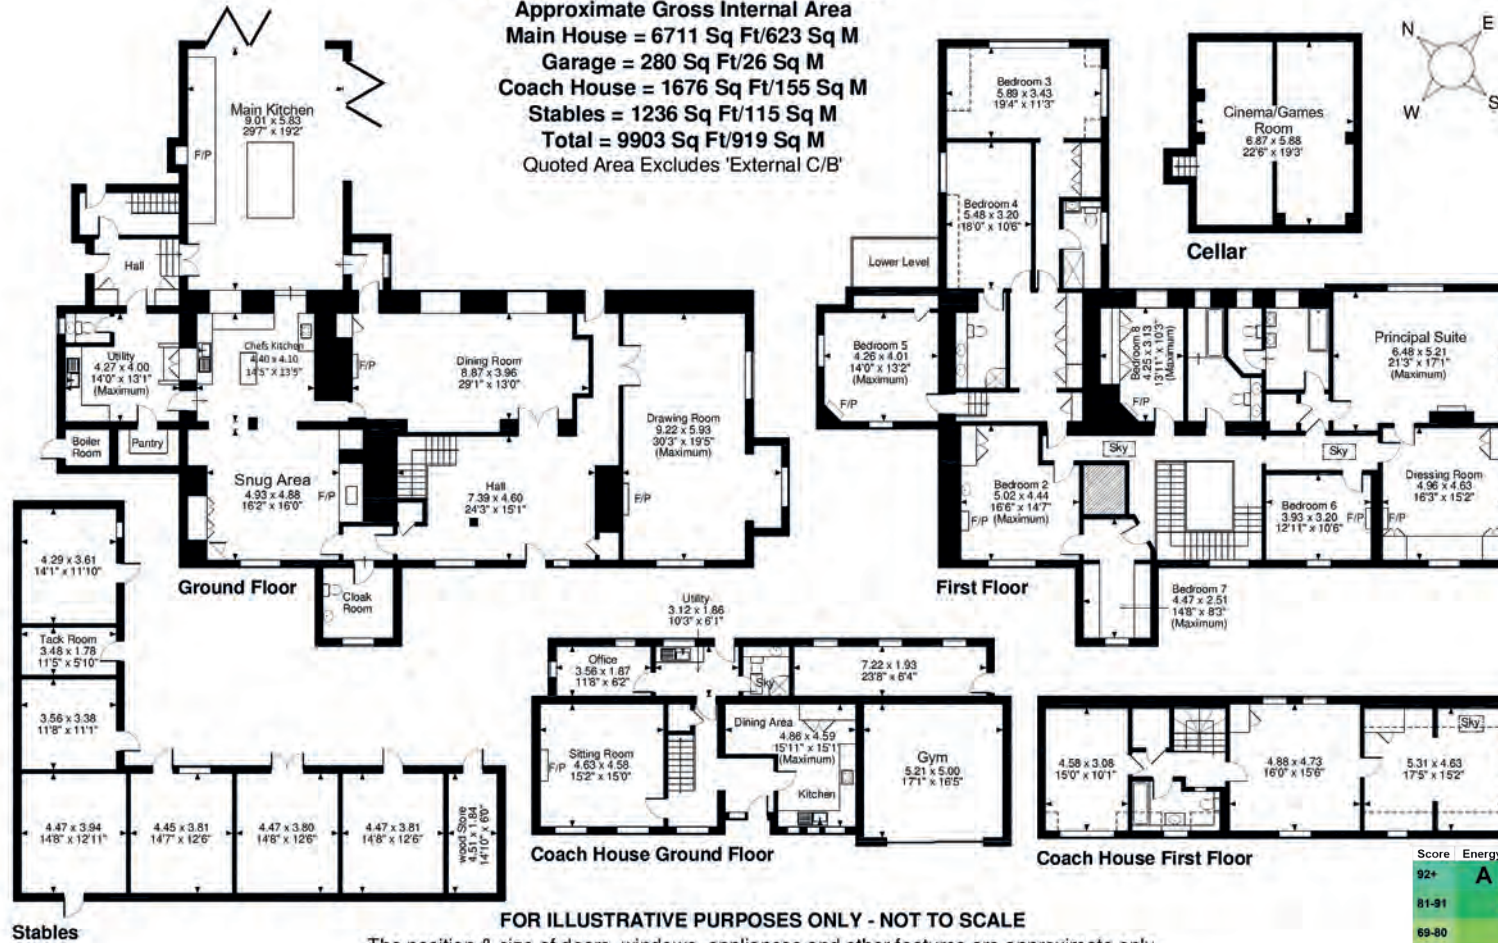 Approximate Gross Internal Area
Main House = 6711 Sq Ft/623 Sq M
Garage = 280 Sq Ft/26 Sq M
Coach House = 1676 Sq Ft/155 Sq M
Stables = 1236 Sq Ft/115 Sq M
Total = 9903 Sq Ft/919 Sq M
Quoted Area Excludes 'External C/B'
N
E
W
S
Main Kitchen
9.01 x 5.83
29'7" x 19'2"
F/P
Hall
Utility
4.27 x 4.00
14'0" x 13'1"
(Maximum)
Boiler
Room
Pantry
Chefs Kitchen
4.40 x 4.10
14'5" x 13'5"
F/P
Dining Room
8.87 x 3.96
29'1" x 13'0"
Drawing Room
9.22 x 5.93
30'3" x 19'5"
(Maximum)
F/P
Snug Area
4.93 x 4.88
16'2" x 16'0"
F/P
Hall
7.39 x 4.60
24'3" x 15'1"
Cloak
Room
Ground Floor
Bedroom 3
5.89 x 3.43
19'4" x 11'3"
Bedroom 4
5.48 x 3.20
18'0" x 10'6"
Lower Level
Bedroom 5
4.26 x 4.01
14'0" x 13'2"
(Maximum)
F/P
Bedroom 8
4.25 x 3.13
13'11" x 10'3"
F/P
Principal Suite
6.48 x 5.21
21'3" x 17'1"
(Maximum)
Sky
Sky
Bedroom 2
5.02 x 4.44
16'6" x 14'7"
(Maximum)
F/P
Bedroom 6
3.93 x 3.20
12'11" x 10'6"
F/P
Dressing Room
4.96 x 4.63
16'3" x 15'2"
F/P
Bedroom 7
4.47 x 2.51
14'8" x 8'3"
(Maximum)
First Floor
Cinema/Games
Room
6.87 x 5.88
22'6" x 19'3'
Cellar
4.29 x 3.61
14'1" x 11'10"
Tack Room
3.48 x 1.78
11'5" x 5'10"
3.56 x 3.38
11'8" x 11'1"
4.47 x 3.94
14'8" x 12'11"
4.45 x 3.81
14'7" x 12'6"
4.47 x 3.80
14'8" x 12'6"
4.47 x 3.81
14'8" x 12'6"
wood Store
4.51 x 1.84
14'10" x 6'0"
Stables
Utility
3.12 x 1.86
10'3" x 6'1"
Office
3.56 x 1.87
11'8" x 6'2"
Sky
7.22 x 1.93
23'8" x 6'4"
Sitting Room
4.63 x 4.58
15'2" x 15'0"
F/P
Dining Area
4.86 x 4.59
15'11" x 15'1
(Maximum)
Kitchen
Gym
5.21 x 5.00
17'1" x 16'5"
Coach House Ground Floor
4.58 x 3.08
15'0" x 10'1"
4.88 x 4.73
16'0" x 15'6"
Sky
5.31 x 4.63
17'5" x 15'2"
Coach House First Floor
Score Energy
92+ A
81-91
69-80
FOR ILLUSTRATIVE PURPOSES ONLY - NOT TO SCALE
The position & size of doors, windows, appliances and other features are approximate only.